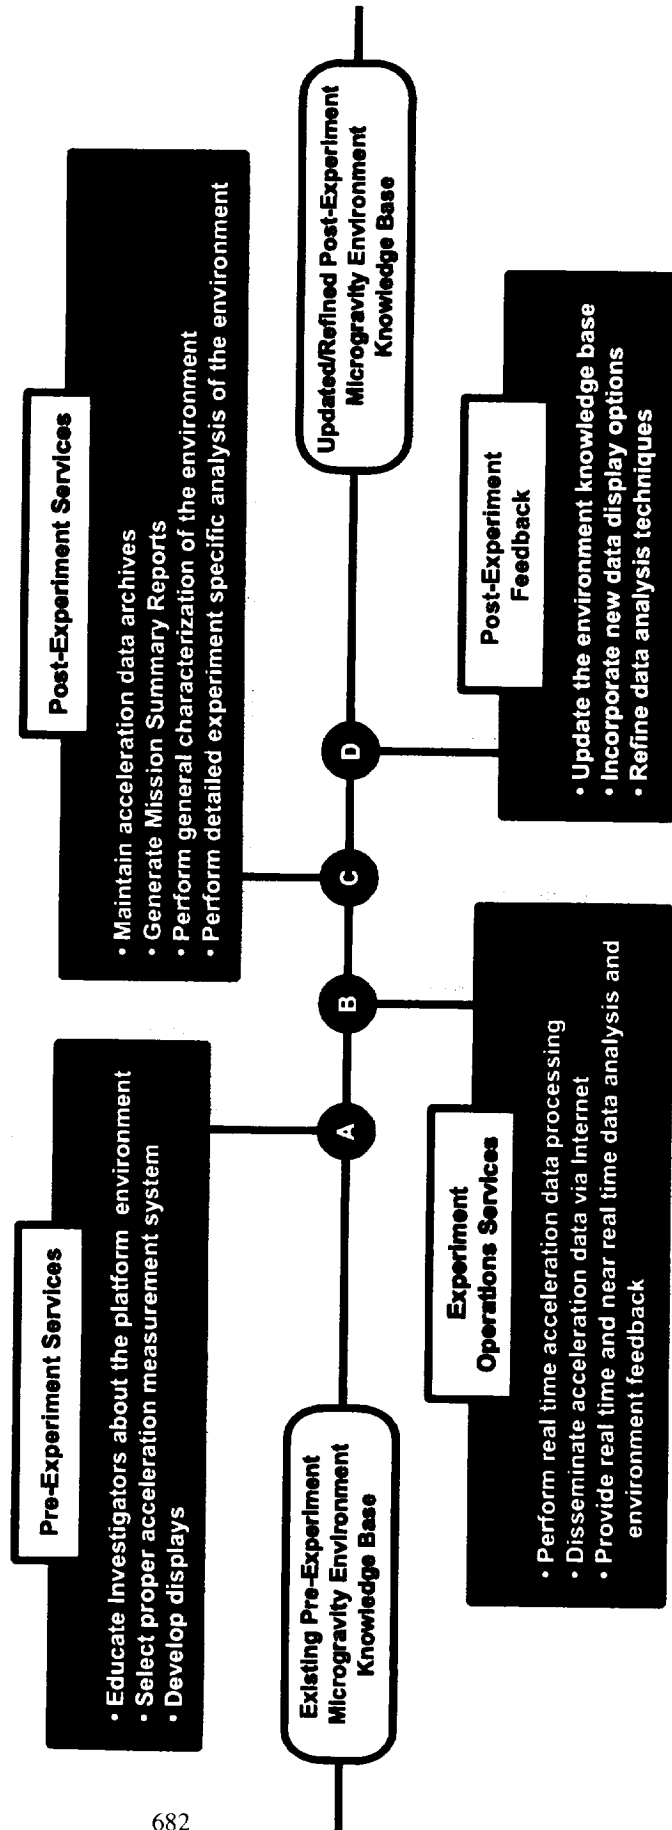 Pre-Experiment Services
• Educate Investigators about the platform environment
• Select proper acceleration measurement system
• Develop displays
Post-Experiment Services
• Maintain acceleration data archives
• Generate Mission Summary Reports
• Perform general characterization of the environment
• Perform detailed experiment specific analysis of the environment
Existing Pre-Experiment
Microgravity Environment
Knowledge Base
A
B
C
D
Updated/Refined Post-Experiment
Microgravity Environment
Knowledge Base
Experiment
Operations Services
• Perform real time acceleration data processing
• Disseminate acceleration data via Internet
• Provide real time and near real time data analysis and
environment feedback
Post-Experiment
Feedback
• Update the environment knowledge base
• Incorporate new data display options
• Refine data analysis techniques
682